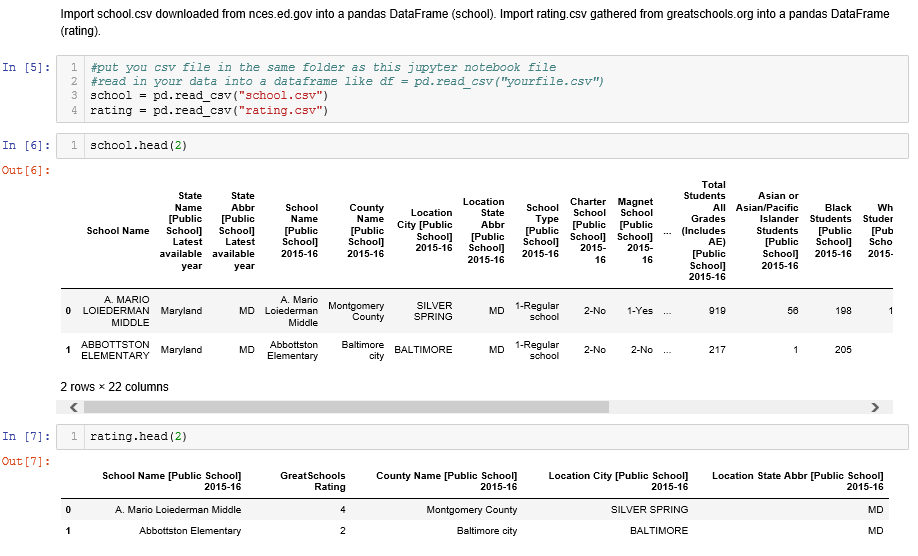 Import school.csv downloaded from nces.ed.gov into a pandas DataFrame (school). Import rating.csv gathered from greatschools.org into a pandas DataFrame
(rating).
In [5]:
1 #put you csv file in the same folder as this jupyter notebook file
2 #read in your data into a dataframe like df = pd.read_csv("yourfile.csv")
3 school = pd.read_csv("school.csv")
4 rating = pd.read_csv("rating.csv")
In [6]: 1 school.head(2)
Out[6]:
School Name
State Name [Public School] Latest available year
State Abbr [Public School] Latest available year
School Name [Public School] 2015-16
County Name [Public School] 2015-16
Location City [Public School] 2015-16
Location State Abbr [Public School] 2015-16
School Type [Public School] 2015-16
Charter School [Public School] 2015-16
Magnet School [Public School] 2015-16
...
Total Students All Grades (Includes AE) [Public School] 2015-16
Asian or Asian/Pacific Islander Students [Public School] 2015-16
Black Students [Public School] 2015-16
Wh Studer [Pub Scho 2015-
0 A. MARIO LOIEDERMAN MIDDLE Maryland MD A. Mario Loiederman Middle Montgomery County SILVER SPRING MD 1-Regular school 2-No 1-Yes ... 919 56 198 1
1 ABBOTTSTON ELEMENTARY Maryland MD Abbottston Elementary Baltimore city BALTIMORE MD 1-Regular school 2-No 2-No ... 217 1 205
2 rows × 22 columns
In [7]: 1 rating.head(2)
Out[7]:
School Name [Public School] 2015-16
GreatSchools Rating
County Name [Public School] 2015-16
Location City [Public School] 2015-16
Location State Abbr [Public School] 2015-16
0 A. Mario Loiederman Middle 4 Montgomery County SILVER SPRING MD
1 Abbottston Elementary 2 Baltimore city BALTIMORE MD